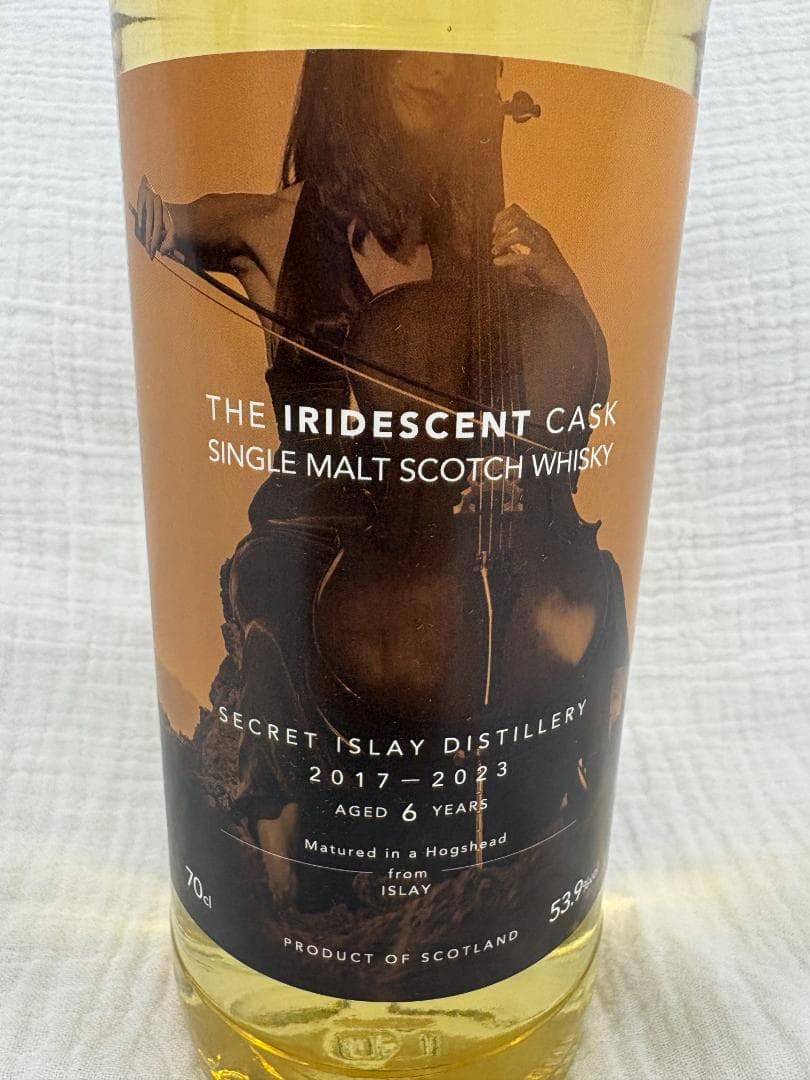 THE IRIDESCENT CASK
SINGLE MALT SCOTCH WHISKY
SECRET ISLAY DISTILLERY
2017—2023
AGED 6 YEARS
Matured in a Hogshead
from
ISLAY
70cl
53.9%vol
PRODUCT OF SCOTLAND